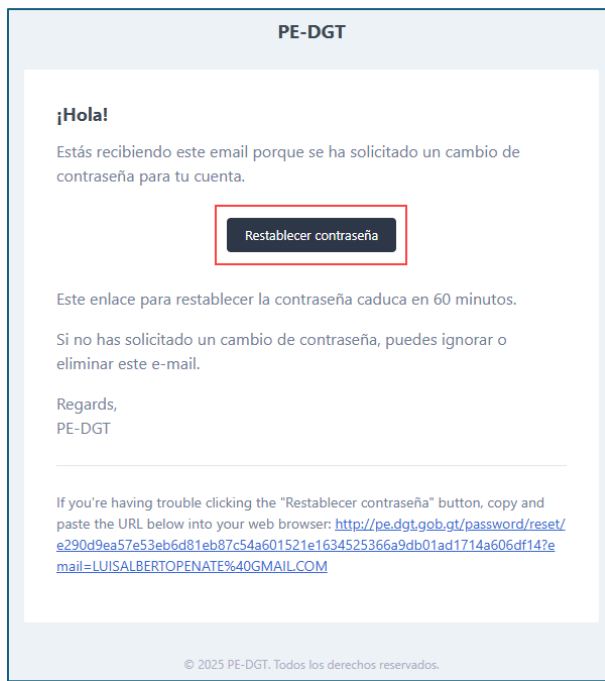 PE-DGT
¡Hola!
Estás recibiendo este email porque se ha solicitado un cambio de
contraseña para tu cuenta.
Restablecer contraseña
Este enlace para restablecer la contraseña caduca en 60 minutos.
Si no has solicitado un cambio de contraseña, puedes ignorar o
eliminar este e-mail.
Regards,
PE-DGT
If you're having trouble clicking the "Restablecer contraseña" button, copy and
paste the URL below into your web browser: http://pe.dgt.gob.gt/password/reset/
e290d9ea57e53eb6d81eb87c54a601521e1634525366a9db01ad1714a606df14?e
mail=LUISALBERTOPENATE%40GMAIL.COM
© 2025 PE-DGT. Todos los derechos reservados.